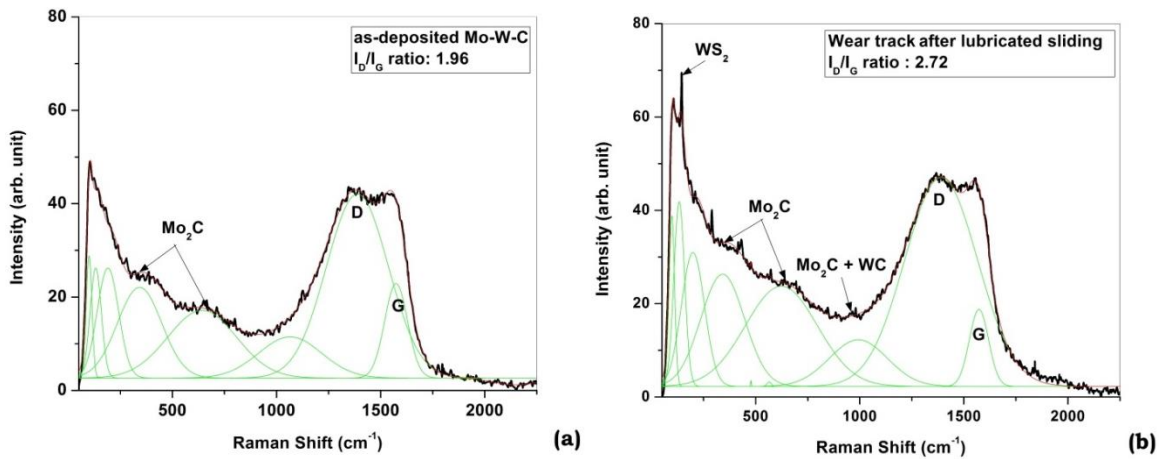 80
60
40
20
0
500
1000
1500
2000
Intensity (arb. unit)
Raman Shift (cm⁻¹)
as-deposited Mo-W-C
I_D/I_G ratio: 1.96
Mo₂C
D
G
(a)
80
60
40
20
0
500
1000
1500
2000
Intensity (arb. unit)
Raman Shift (cm⁻¹)
Wear track after lubricated sliding
I_D/I_G ratio : 2.72
WS₂
Mo₂C
Mo₂C + WC
D
G
(b)